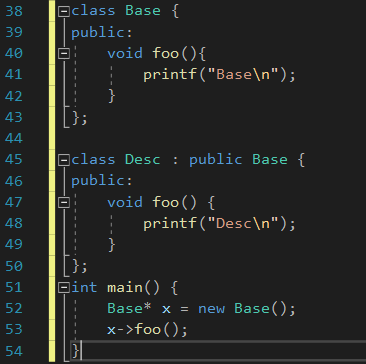 38 class Base {
39 public:
40     void foo(){
41         printf("Base\n");
42     }
43 };
44
45 class Desc : public Base {
46 public:
47     void foo() {
48         printf("Desc\n");
49     }
50 };
51 int main() {
52     Base* x = new Base();
53     x->foo();
54 }